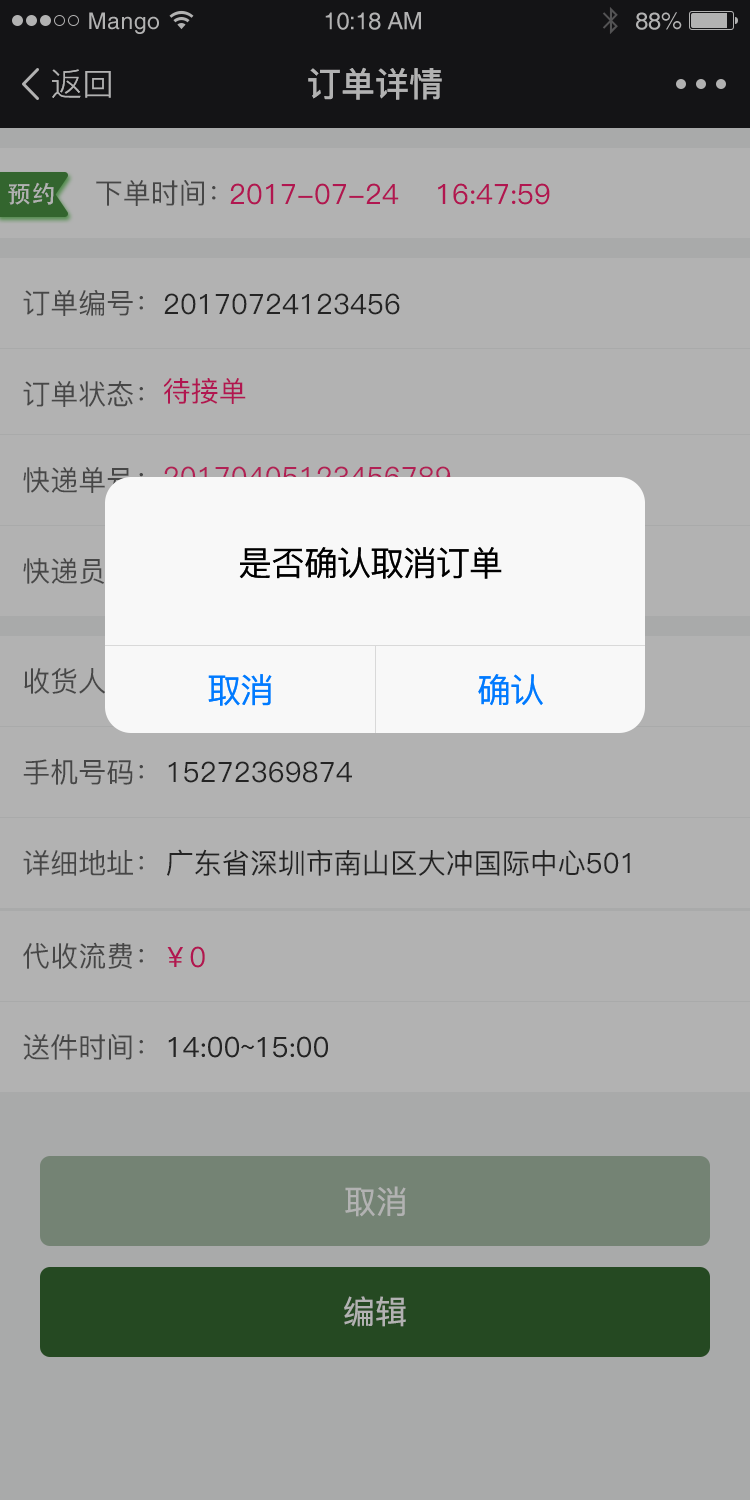 Mango 10:18 AM 88%
返回 订单详情
预约 下单时间：2017-07-24 16:47:59
订单编号：20170724123456
订单状态：待接单
快递单号：20170405123456789
快递员
是否确认取消订单
收货人
取消 确认
手机号码：15272369874
详细地址：广东省深圳市南山区大冲国际中心501
代收流费：¥0
送件时间：14:00~15:00
取消
编辑